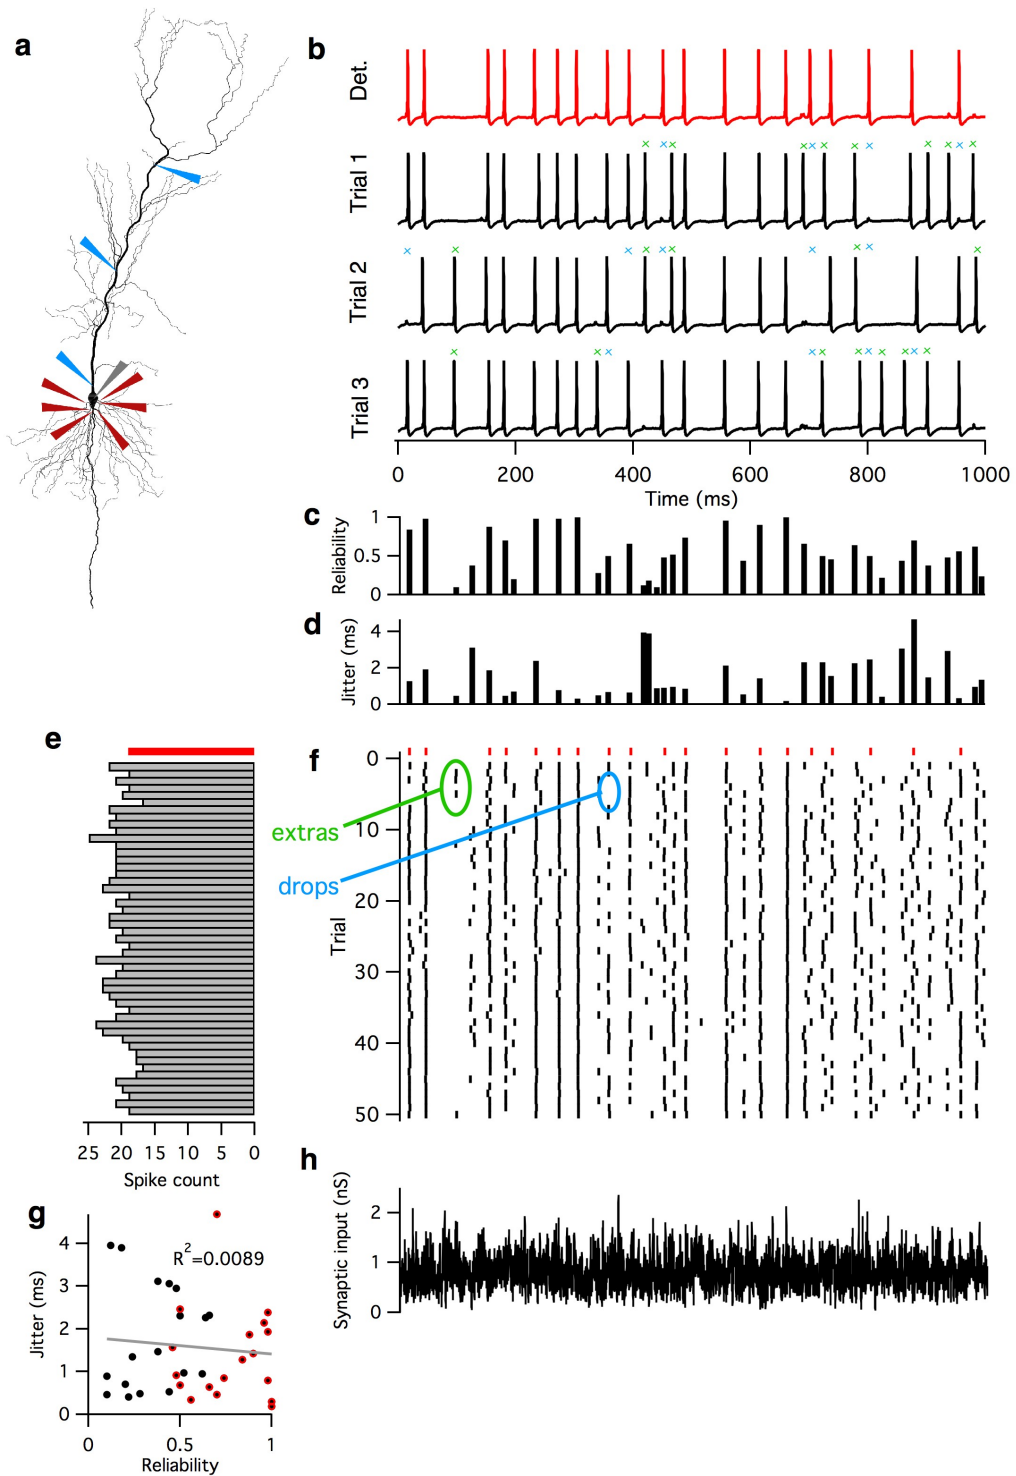 a
b
Det.
Trial 1
Trial 2
Trial 3
0 200 400 600 800 1000
Time (ms)
c
Reliability
1
0.5
0
d
Jitter (ms)
4
2
0
e
25 20 15 10 5 0
Spike count
f
extras
drops
Trial
0
10
20
30
40
50
g
Jitter (ms)
4
3
2
1
0
R²=0.0089
0 0.5 1
Reliability
h
Synaptic input (nS)
2
1
0